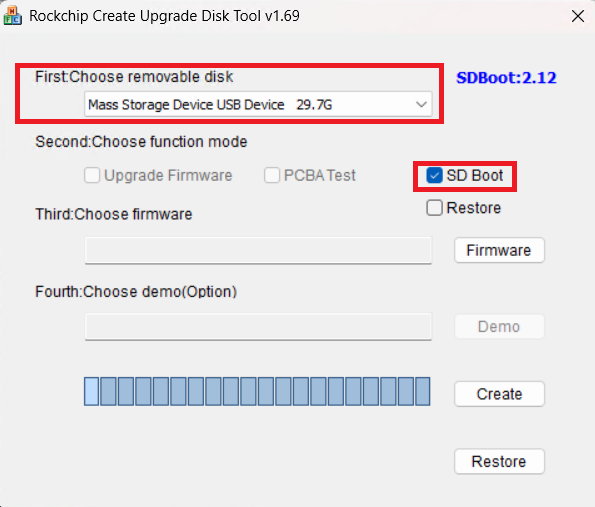 Rockchip Create Upgrade Disk Tool v1.69
First:Choose removable disk
SDBoot:2.12
Mass Storage Device USB Device 29.7G
Second:Choose function mode
Upgrade Firmware
PCBA Test
SD Boot
Restore
Third:Choose firmware
Firmware
Fourth:Choose demo(Option)
Demo
Create
Restore